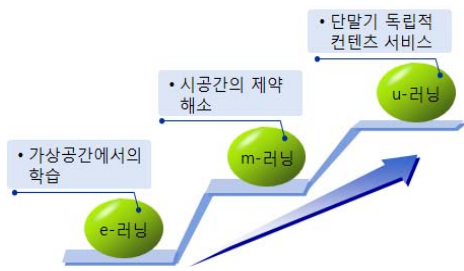 • 단말기 독립적
컨텐츠 서비스
u-러닝
• 시공간의 제약
해소
m-러닝
• 가상공간에서의
학습
e-러닝